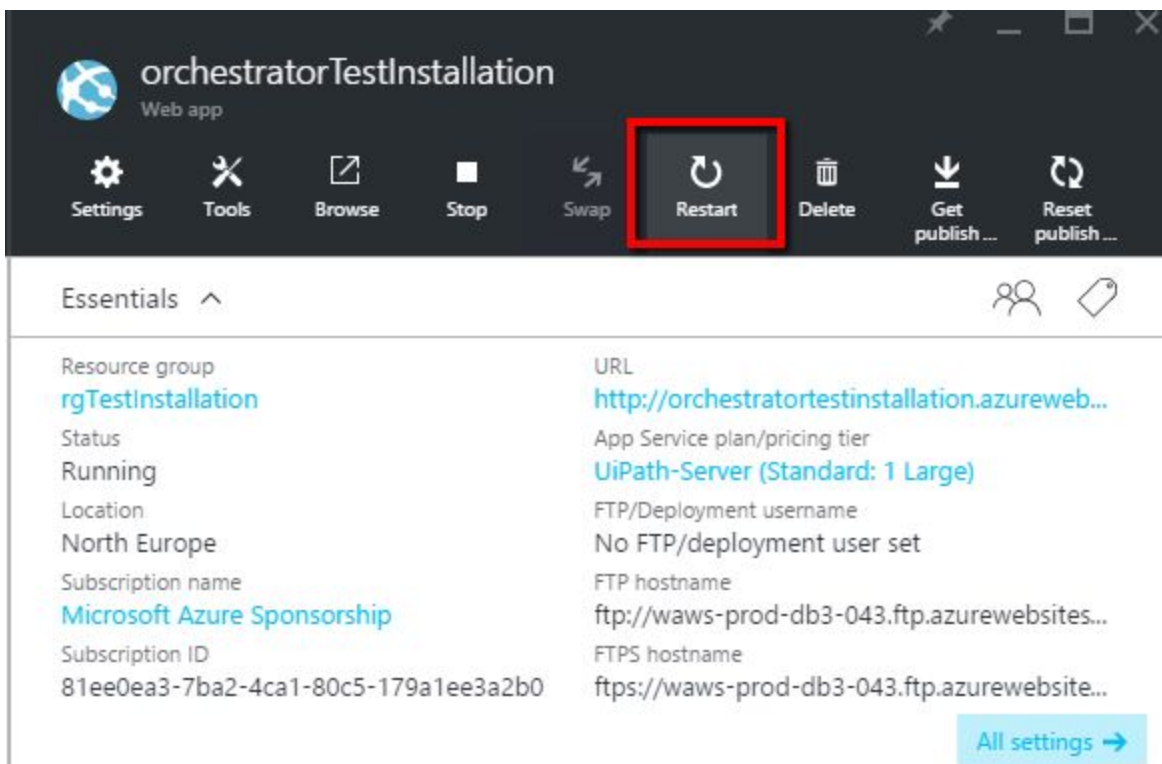 orchestratorTestInstallation
Web app
Settings
Tools
Browse
Stop
Swap
Restart
Delete
Get
publish ...
Reset
publish ...
Essentials
Resource group
rgTestInstallation
Status
Running
Location
North Europe
Subscription name
Microsoft Azure Sponsorship
Subscription ID
81ee0ea3-7ba2-4ca1-80c5-179a1ee3a2b0
URL
http://orchestratortestinstallation.azureweb...
App Service plan/pricing tier
UiPath-Server (Standard: 1 Large)
FTP/Deployment username
No FTP/deployment user set
FTP hostname
ftp://waws-prod-db3-043.ftp.azurewebsites...
FTPS hostname
ftps://waws-prod-db3-043.ftp.azurewebsite...
All settings →